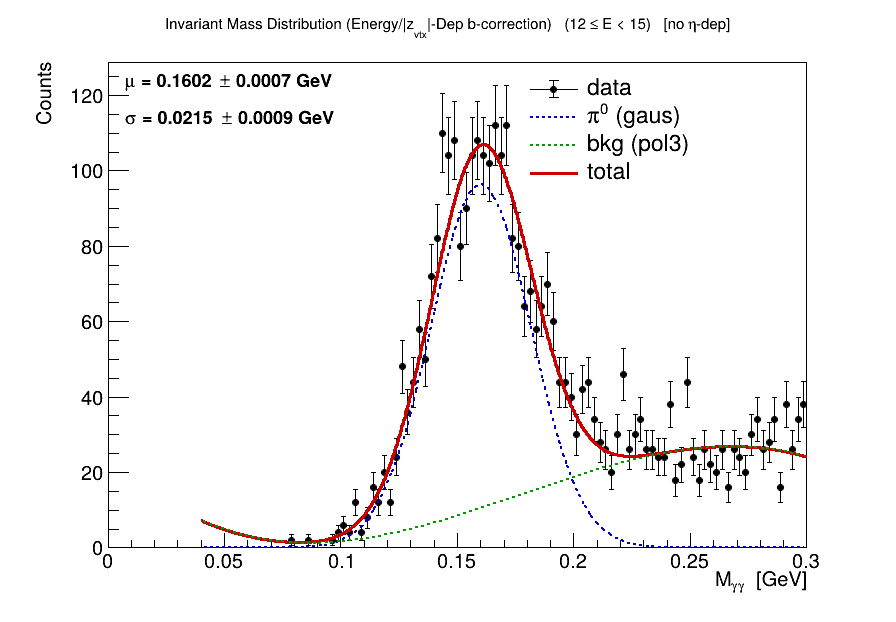 Invariant Mass Distribution (Energy/|z_vtx|-Dep b-correction) (12 ≤ E < 15) [no η-dep]
μ = 0.1602 ± 0.0007 GeV
σ = 0.0215 ± 0.0009 GeV
data
π⁰ (gaus)
bkg (pol3)
total
Counts
120
100
80
60
40
20
0
0 0.05 0.1 0.15 0.2 0.25 0.3
M_γγ [GeV]